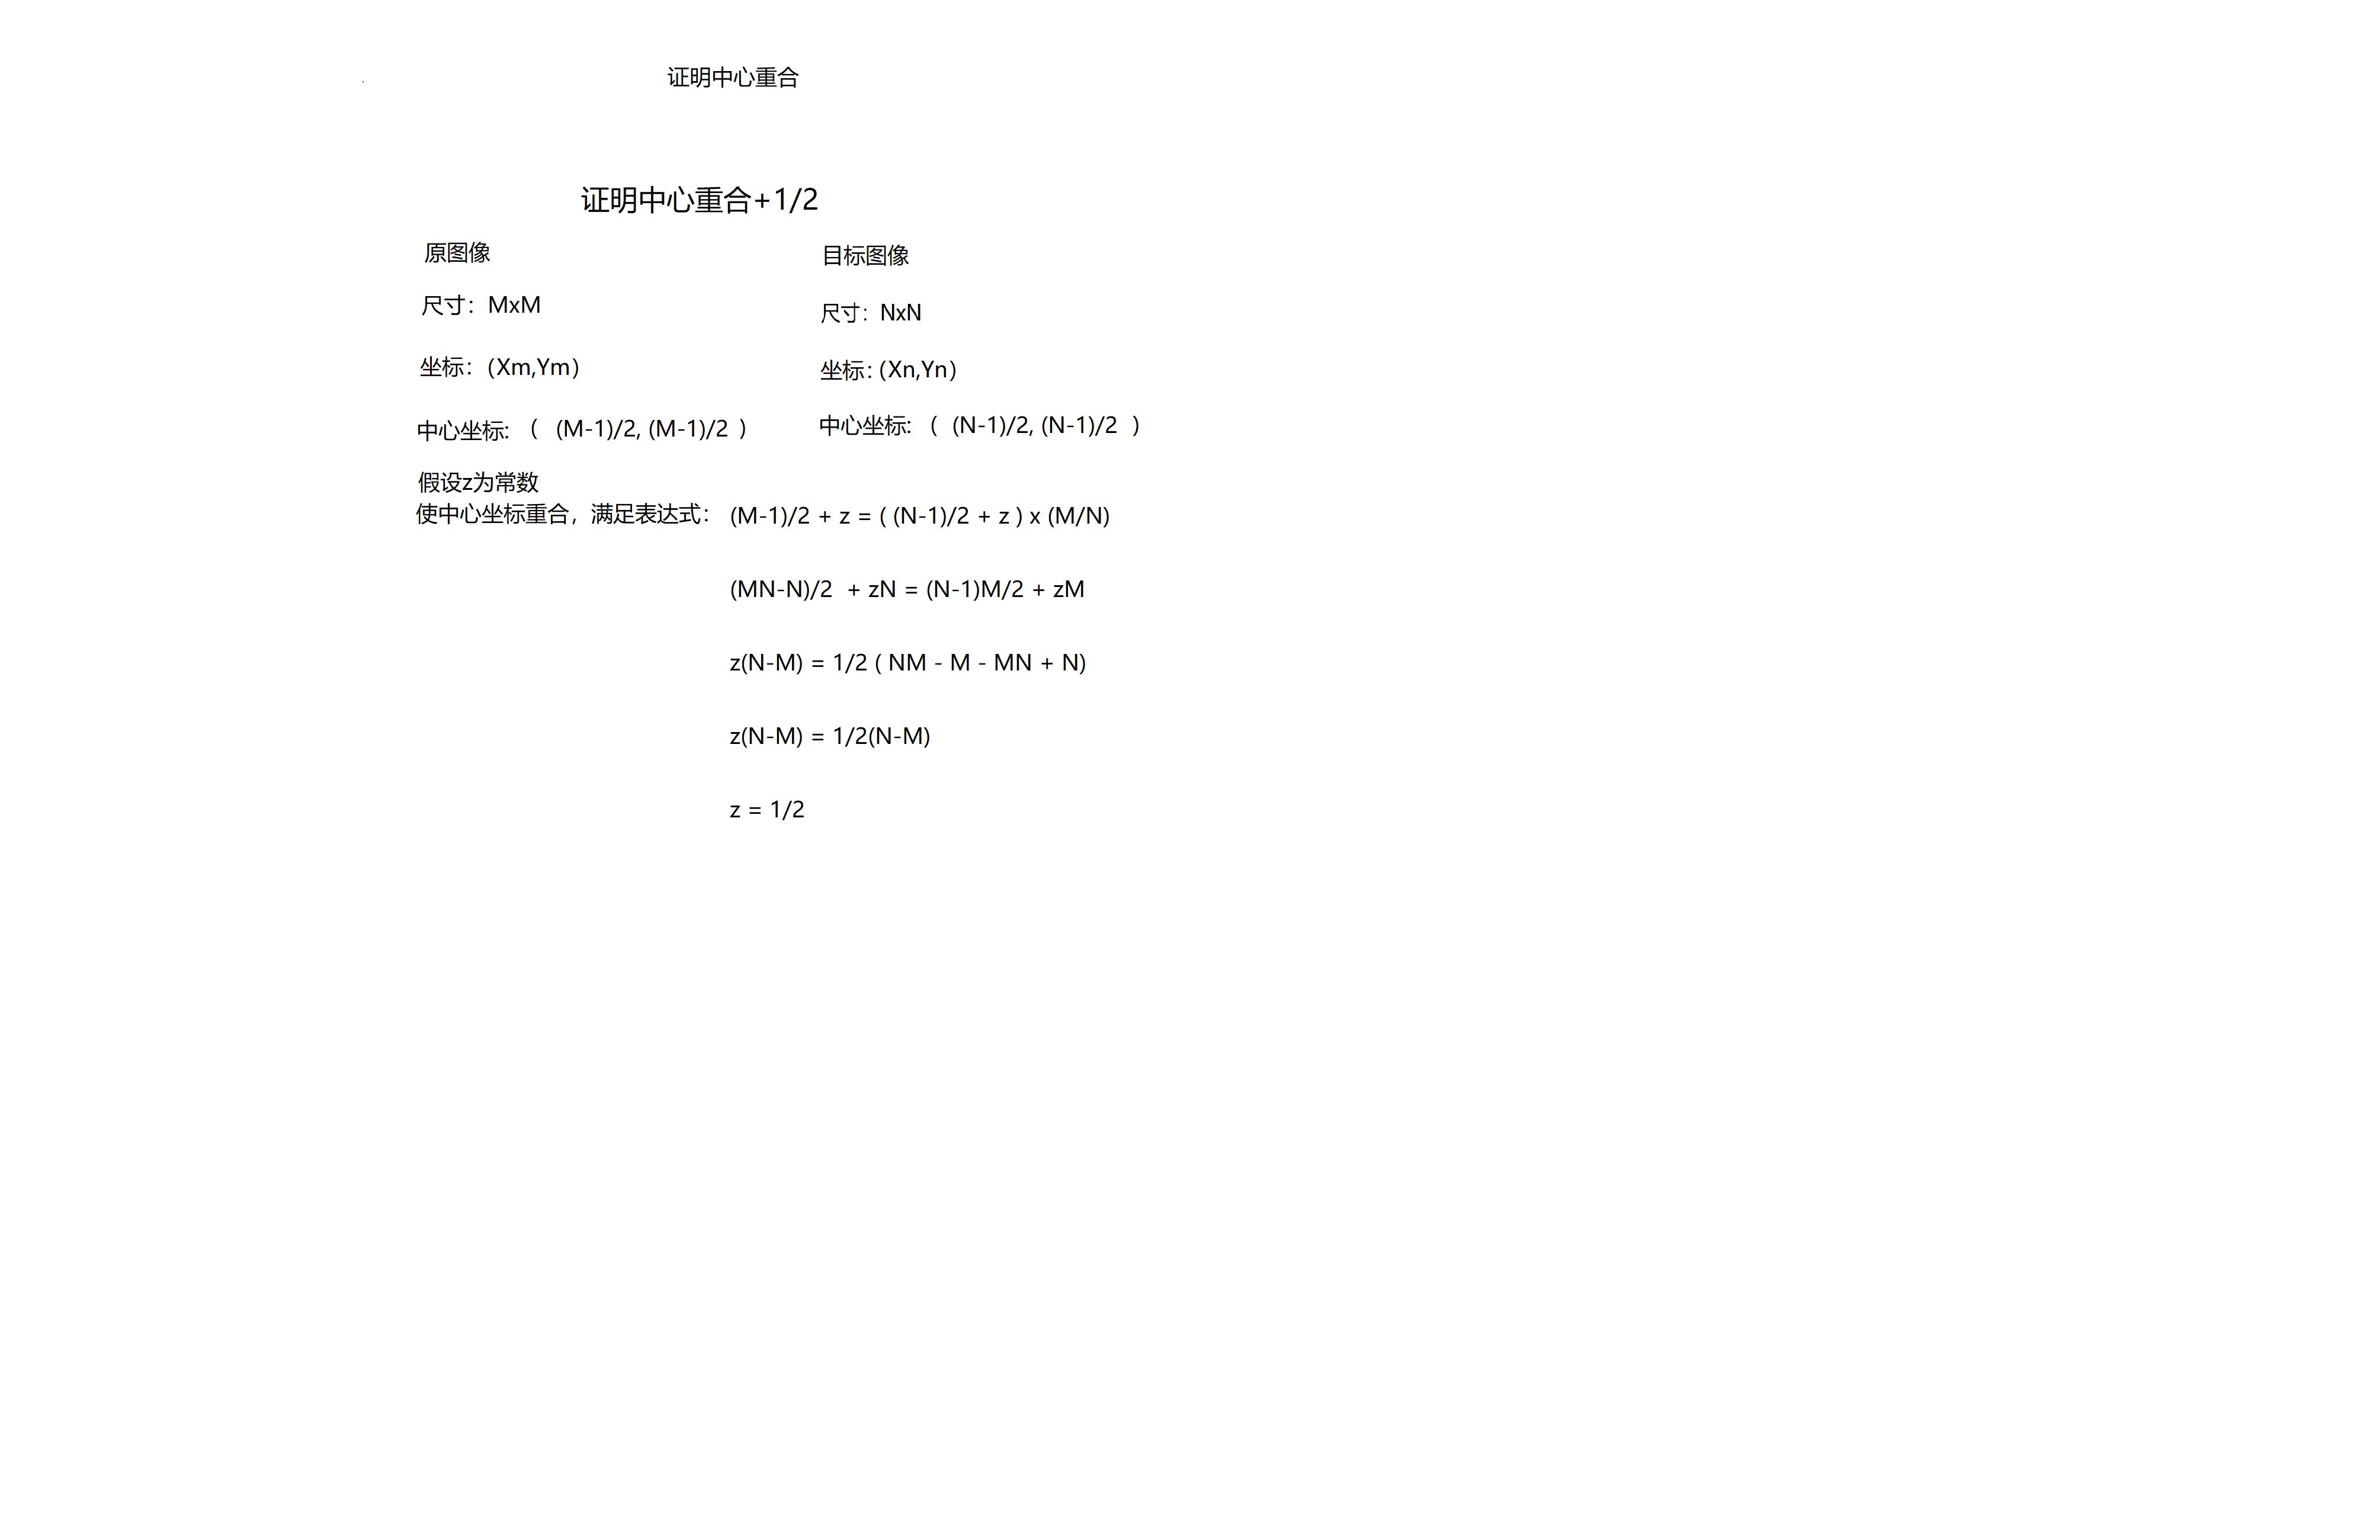 证明中心重合
证明中心重合+1/2
原图像
目标图像
尺寸：MxM
尺寸：NxN
坐标：（Xm,Ym）
坐标：（Xn,Yn）
中心坐标: （ (M-1)/2, (M-1)/2 ）
中心坐标: （ (N-1)/2, (N-1)/2 ）
假设z为常数
使中心坐标重合，满足表达式： (M-1)/2 + z = ( (N-1)/2 + z ) x (M/N)
(MN-N)/2 + zN = (N-1)M/2 + zM
z(N-M) = 1/2 ( NM - M - MN + N)
z(N-M) = 1/2(N-M)
z = 1/2